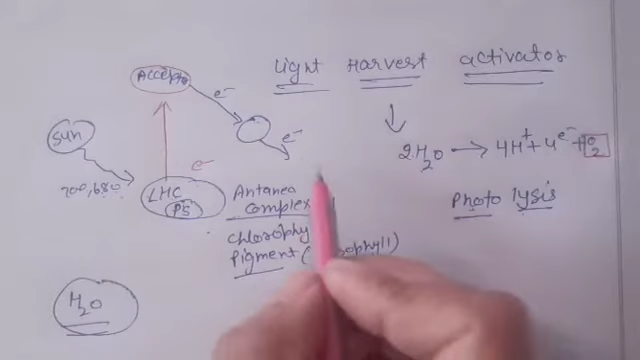 Light Harvest activator
Accepto
e-
sun
e-
2H2O → 4H+ + 4e- + O2
700,680
e-
LHC
PS
Antanea
complex
Photo lysis
chlorophy
Pigment (
H2O